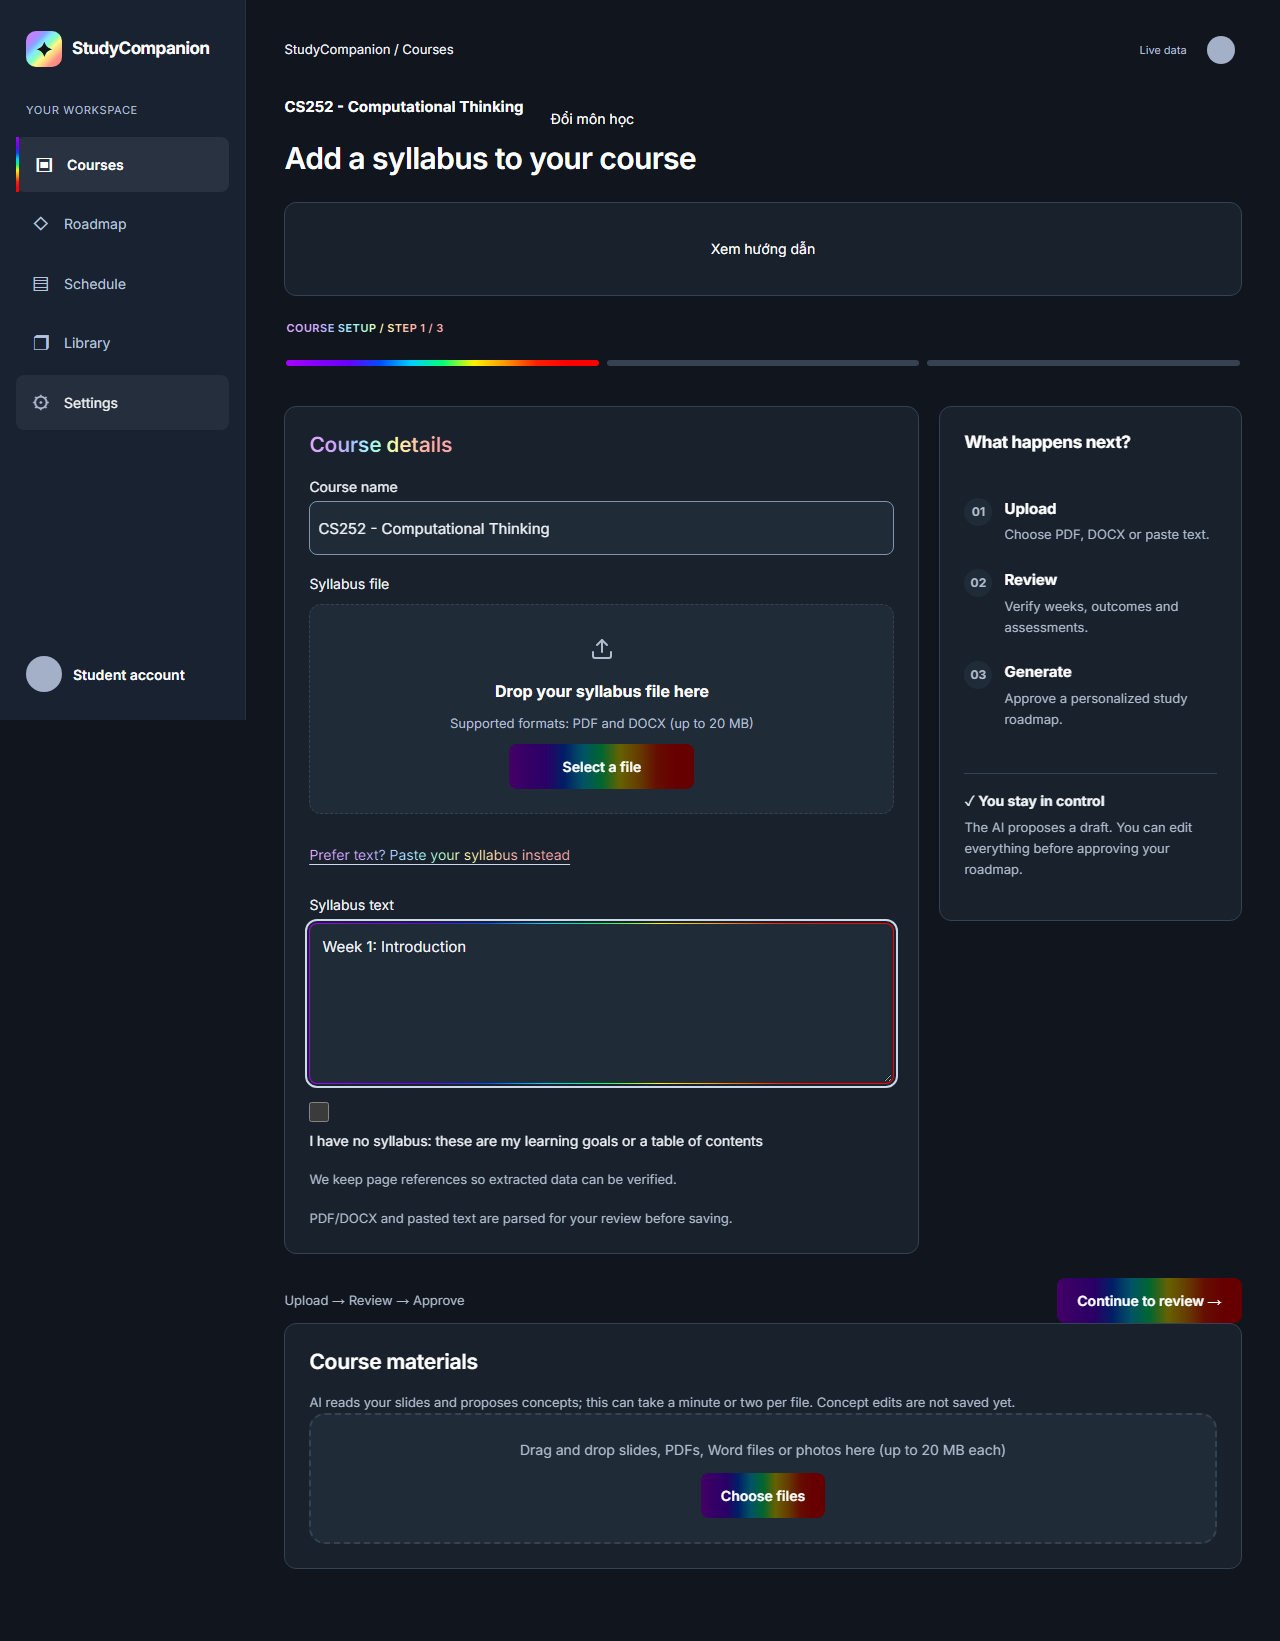 StudyCompanion
YOUR WORKSPACE
Courses
Roadmap
Schedule
Library
Settings
Student account
StudyCompanion / Courses
Live data
CS252 - Computational Thinking
Đổi môn học
Add a syllabus to your course
Xem hướng dẫn
COURSE SETUP / STEP 1 / 3
Course details
Course name
CS252 - Computational Thinking
Syllabus file
Drop your syllabus file here
Supported formats: PDF and DOCX (up to 20 MB)
Select a file
Prefer text? Paste your syllabus instead
Syllabus text
Week 1: Introduction
I have no syllabus: these are my learning goals or a table of contents
We keep page references so extracted data can be verified.
PDF/DOCX and pasted text are parsed for your review before saving.
What happens next?
01 Upload
Choose PDF, DOCX or paste text.
02 Review
Verify weeks, outcomes and
assessments.
03 Generate
Approve a personalized study
roadmap.
✓ You stay in control
The AI proposes a draft. You can edit
everything before approving your
roadmap.
Upload → Review → Approve
Continue to review →
Course materials
AI reads your slides and proposes concepts; this can take a minute or two per file. Concept edits are not saved yet.
Drag and drop slides, PDFs, Word files or photos here (up to 20 MB each)
Choose files